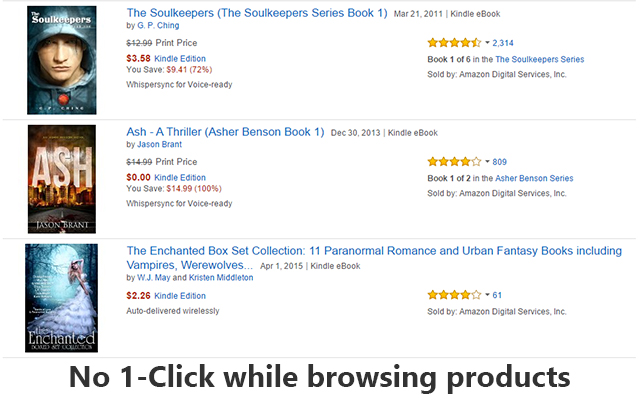 The
Soulkeepers
G.P. CHING
The Soulkeepers (The Soulkeepers Series Book 1) Mar 21, 2011 | Kindle eBook
by G. P. Ching
$12.99 Print Price
$3.58 Kindle Edition
You Save: $9.41 (72%)
Whispersync for Voice-ready
2,314
Book 1 of 6 in the The Soulkeepers Series
Sold by: Amazon Digital Services, Inc.
ASH
JASON BRANT
Ash - A Thriller (Asher Benson Book 1) Dec 30, 2013 | Kindle eBook
by Jason Brant
$14.99 Print Price
$0.00 Kindle Edition
You Save: $14.99 (100%)
Whispersync for Voice-ready
809
Book 1 of 2 in the Asher Benson Series
Sold by: Amazon Digital Services, Inc.
The
Enchanted
BOXED SET COLLECTION
The Enchanted Box Set Collection: 11 Paranormal Romance and Urban Fantasy Books including
Vampires, Werewolves... Apr 1, 2015 | Kindle eBook
by W.J. May and Kristen Middleton
$2.26 Kindle Edition
Auto-delivered wirelessly
61
Sold by: Amazon Digital Services, Inc.
No 1-Click while browsing products